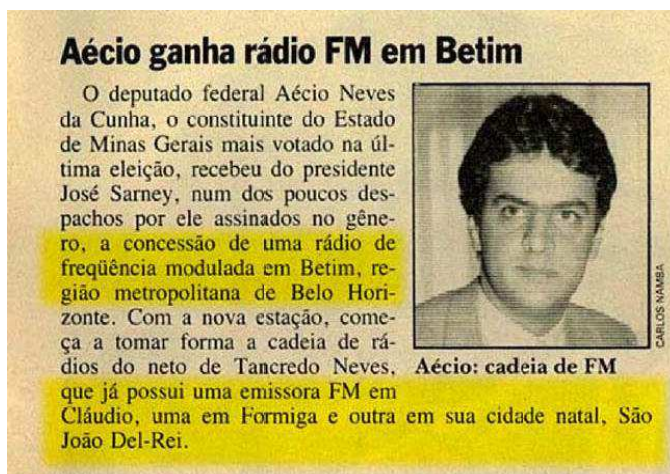 Aécio ganha rádio FM em Betim
O deputado federal Aécio Neves
da Cunha, o constituinte do Estado
de Minas Gerais mais votado na úl-
tima eleição, recebeu do presidente
José Sarney, num dos poucos des-
pachos por ele assinados no gêne-
ro, a concessão de uma rádio de
freqüência modulada em Betim, re-
gião metropolitana de Belo Hori-
zonte. Com a nova estação, come-
ça a tomar forma a cadeia de rá-
dios do neto de Tancredo Neves,
que já possui uma emissora FM em
Cláudio, uma em Formiga e outra em sua cidade natal, São
João Del-Rei.
CARLOS NAMBA
Aécio: cadeia de FM